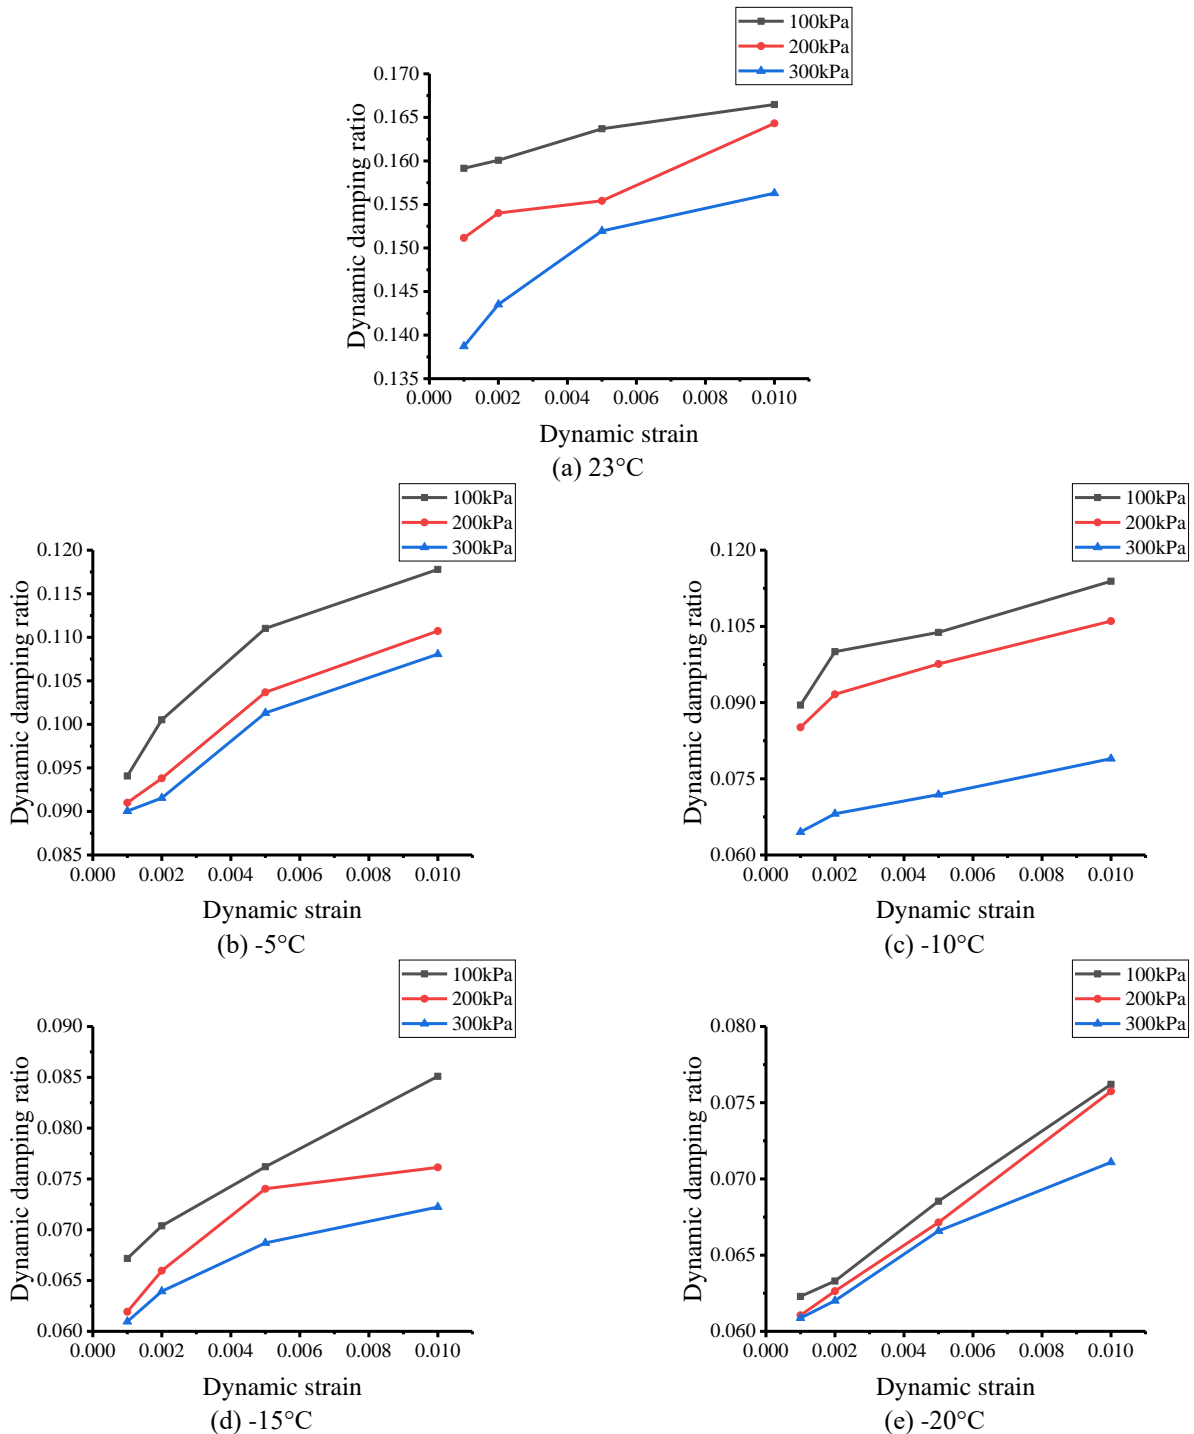 100kPa
200kPa
300kPa
0.170
0.165
0.160
0.155
0.150
0.145
0.140
0.135
Dynamic damping ratio
0.000 0.002 0.004 0.006 0.008 0.010
Dynamic strain
(a) 23°C
100kPa
200kPa
300kPa
0.120
0.115
0.110
0.105
0.100
0.095
0.090
0.085
Dynamic damping ratio
0.000 0.002 0.004 0.006 0.008 0.010
Dynamic strain
(b) -5°C
100kPa
200kPa
300kPa
0.120
0.105
0.090
0.075
0.060
Dynamic damping ratio
0.000 0.002 0.004 0.006 0.008 0.010
Dynamic strain
(c) -10°C
100kPa
200kPa
300kPa
0.090
0.085
0.080
0.075
0.070
0.065
0.060
Dynamic damping ratio
0.000 0.002 0.004 0.006 0.008 0.010
Dynamic strain
(d) -15°C
100kPa
200kPa
300kPa
0.080
0.075
0.070
0.065
0.060
Dynamic damping ratio
0.000 0.002 0.004 0.006 0.008 0.010
Dynamic strain
(e) -20°C